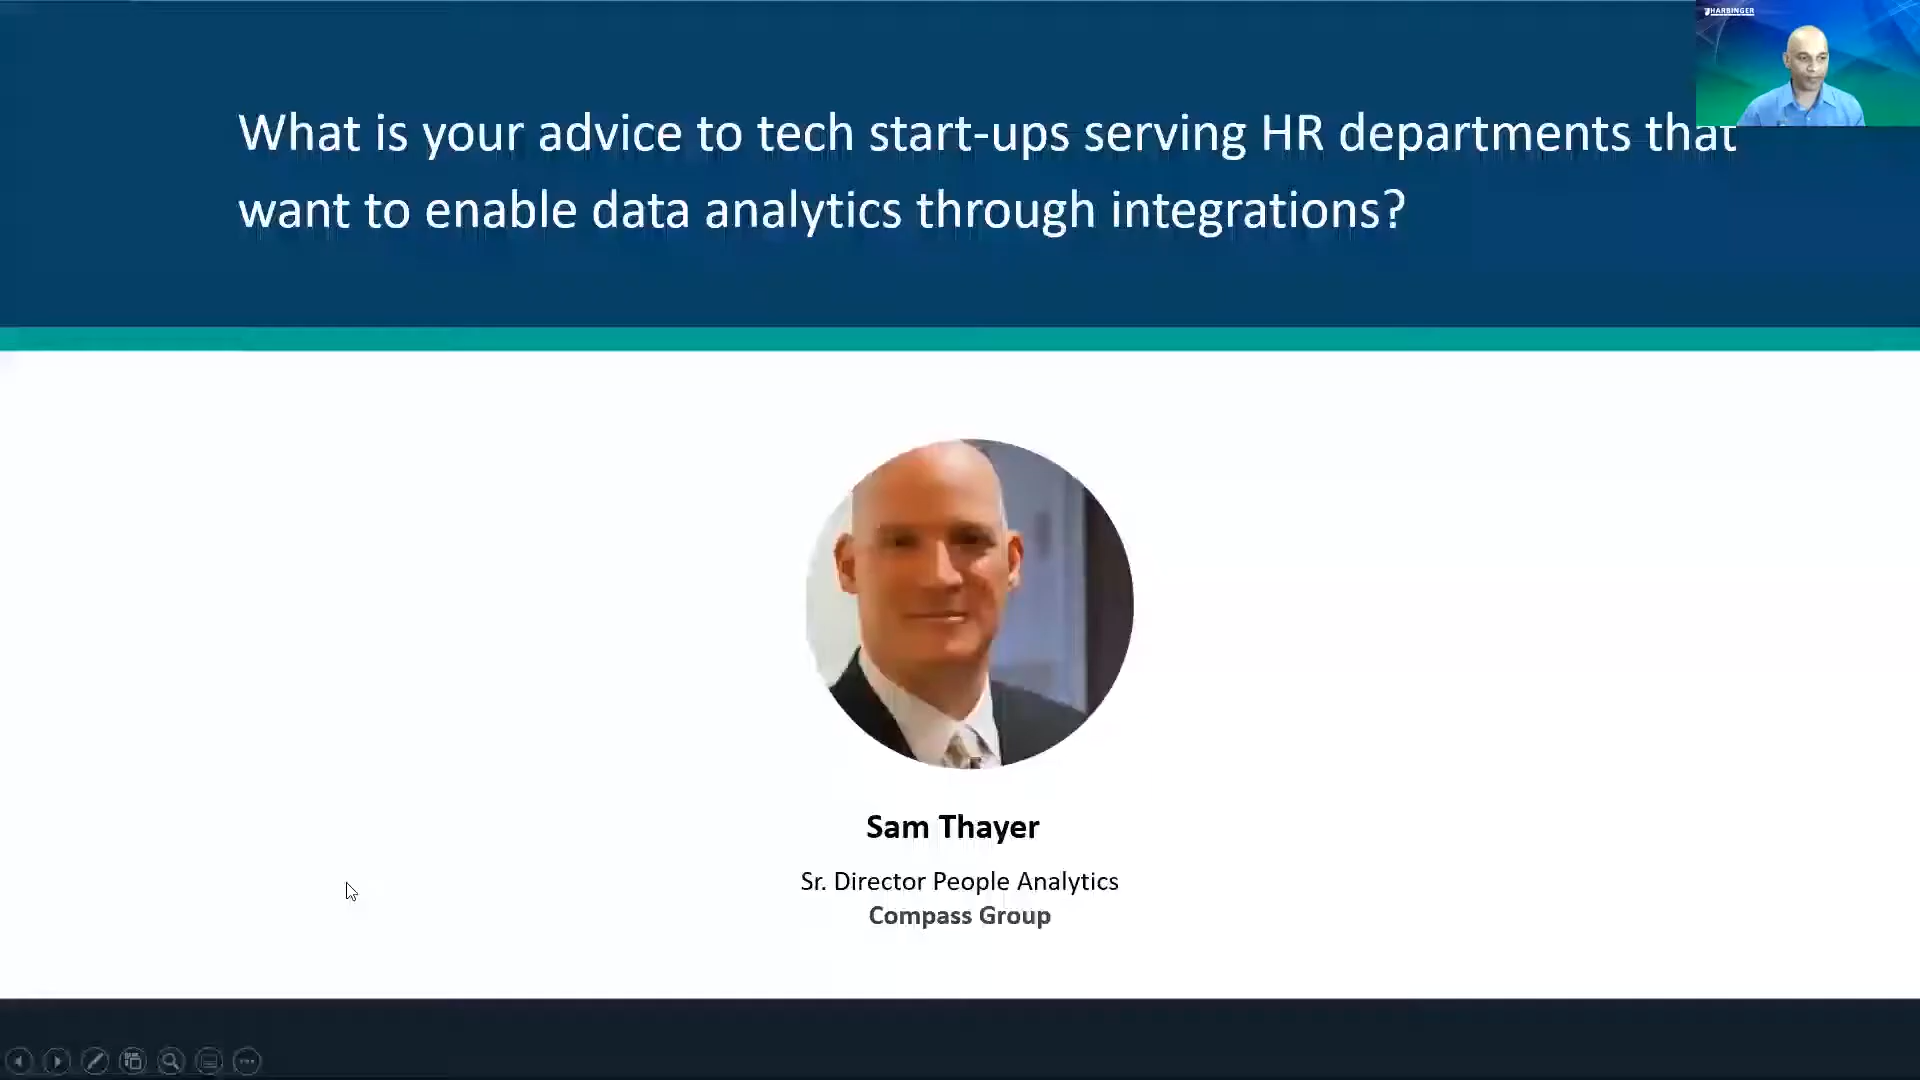 HARBINGER
What is your advice to tech start-ups serving HR departments that
want to enable data analytics through integrations?
Sam Thayer
Sr. Director People Analytics
Compass Group